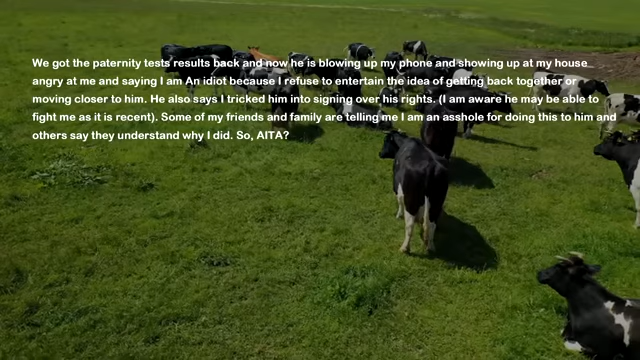 We got the paternity tests results back and now he is blowing up my phone and showing up at my house
angry at me and saying I am An idiot because I refuse to entertain the idea of getting back together or
moving closer to him. He also says I tricked him into signing over his rights. (I am aware he may be able to
fight me as it is recent). Some of my friends and family are telling me I am an asshole for doing this to him and
others say they understand why I did. So, AITA?